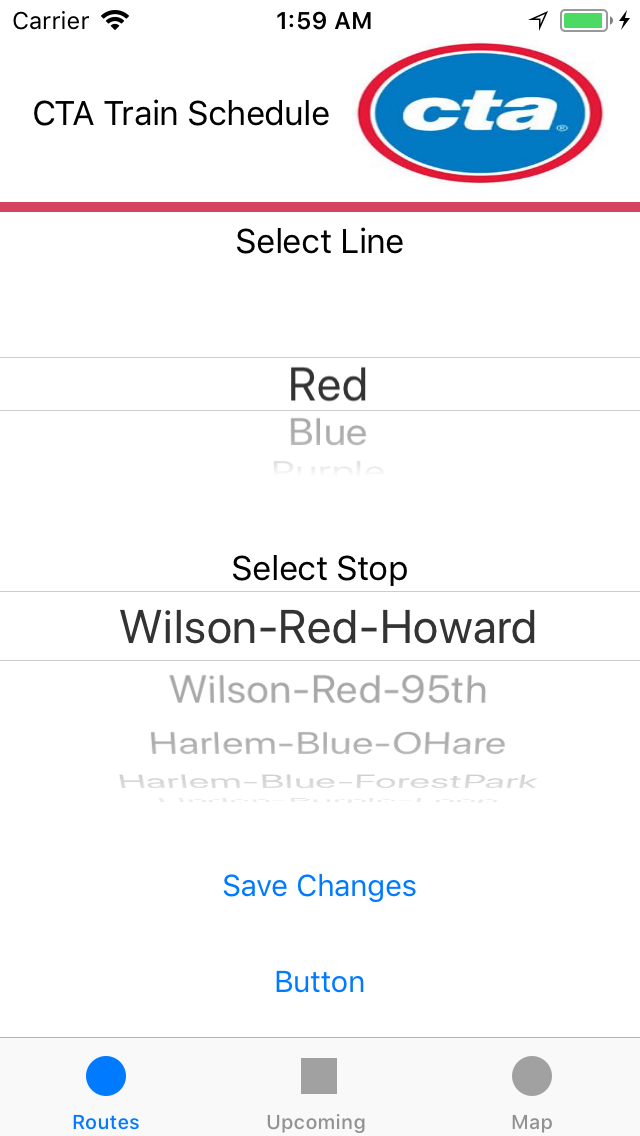 Carrier 1:59 AM
CTA Train Schedule
cta®
Select Line
Red
Blue
Purple
Select Stop
Wilson-Red-Howard
Wilson-Red-95th
Harlem-Blue-OHare
Harlem-Blue-ForestPark
Save Changes
Button
Routes Upcoming Map